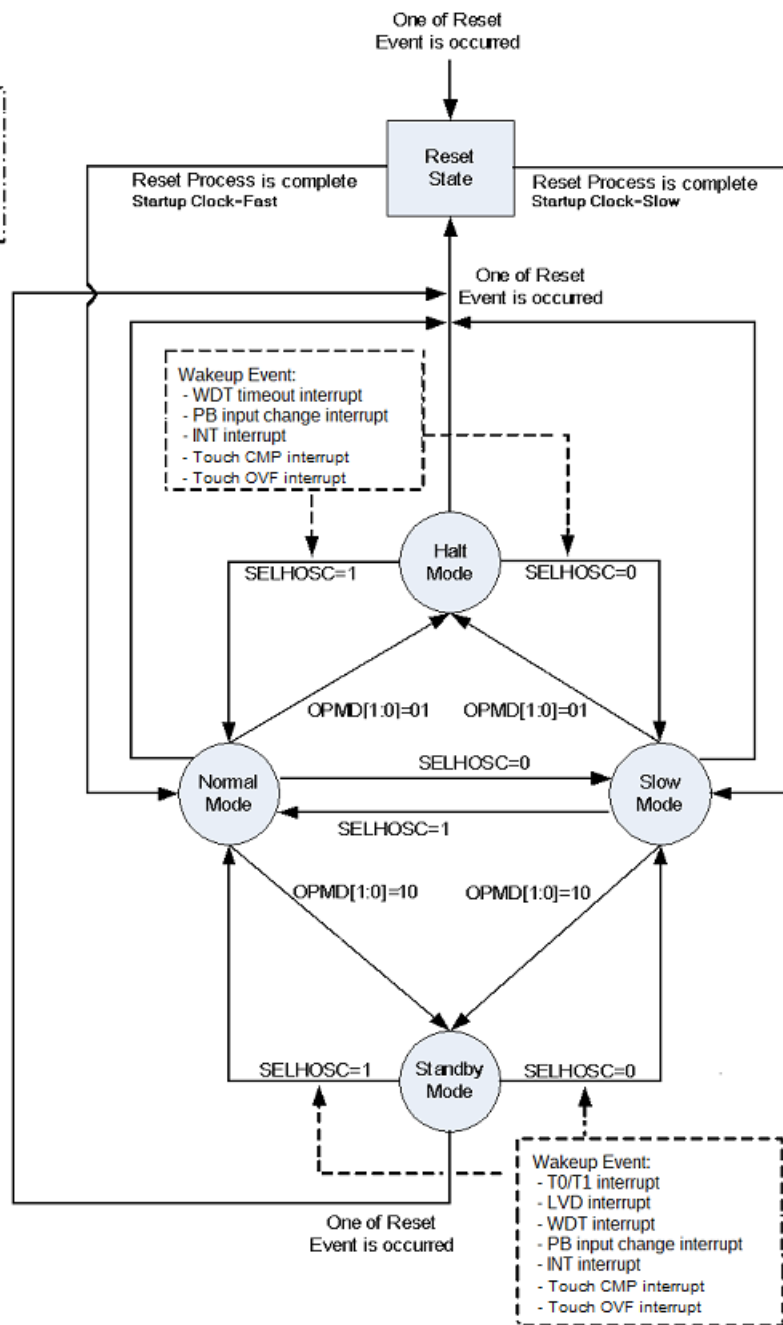 One of Reset
Event is occurred
Reset
State
Reset Process is complete
Startup Clock-Fast
Reset Process is complete
Startup Clock-Slow
One of Reset
Event is occurred
Wakeup Event:
- WDT timeout interrupt
- PB input change interrupt
- INT interrupt
- Touch CMP interrupt
- Touch OVF interrupt
Halt
Mode
SELHOSC=1
SELHOSC=0
OPMD[1:0]=01
OPMD[1:0]=01
Normal
Mode
SELHOSC=0
Slow
Mode
SELHOSC=1
OPMD[1:0]=10
OPMD[1:0]=10
Standby
Mode
SELHOSC=1
SELHOSC=0
Wakeup Event:
- T0/T1 interrupt
- LVD interrupt
- WDT interrupt
- PB input change interrupt
- INT interrupt
- Touch CMP interrupt
- Touch OVF interrupt
One of Reset
Event is occurred